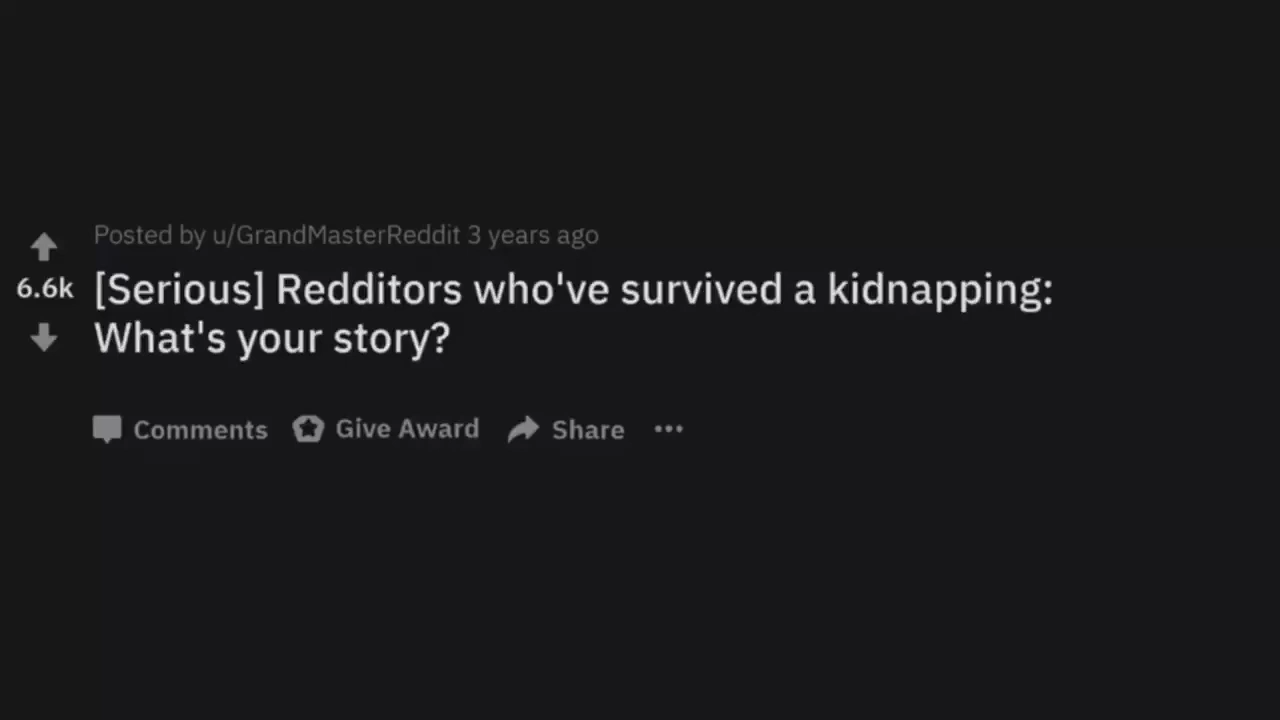 Posted by u/GrandMasterReddit 3 years ago
6.6k
[Serious] Redditors who've survived a kidnapping:
What's your story?
Comments Give Award Share ...